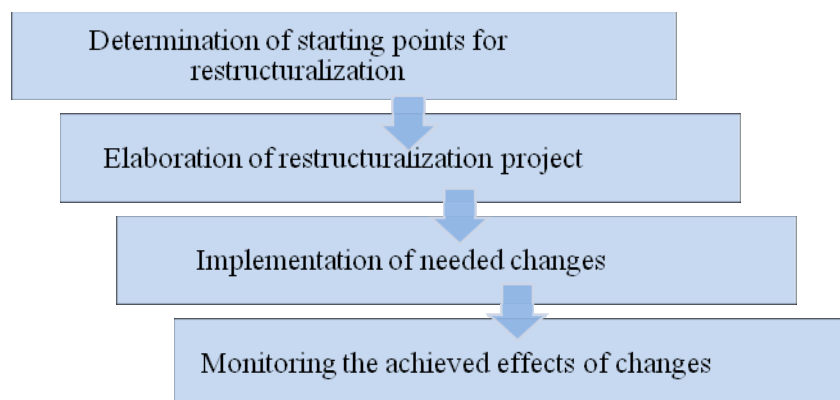 Determination of starting points for
restructuralization
Elaboration of restructuralization project
Implementation of needed changes
Monitoring the achieved effects of changes